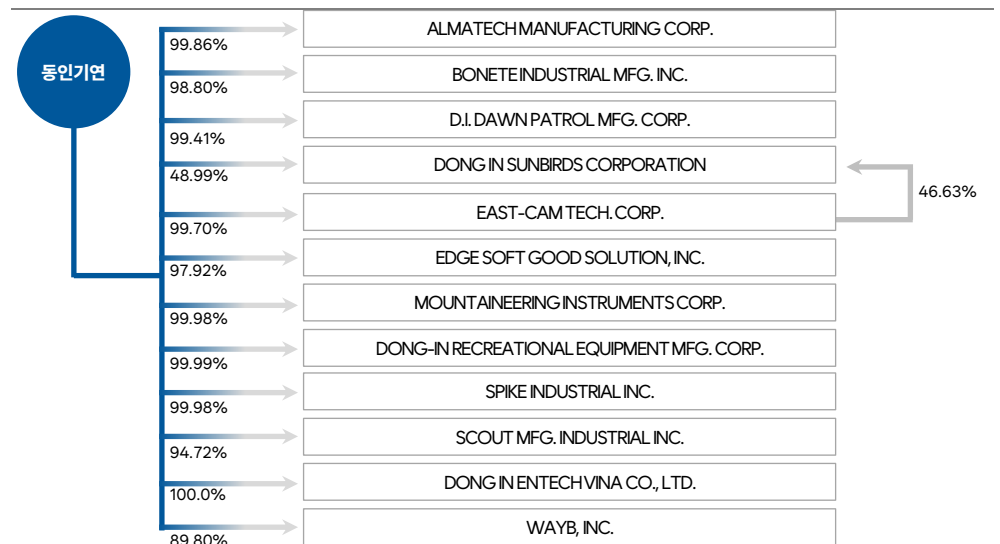 동인기연
ALMATECH MANUFACTURING CORP.
99.86%
BONETE INDUSTRIAL MFG. INC.
98.80%
D.I. DAWN PATROL MFG. CORP.
99.41%
DONG IN SUNBIRDS CORPORATION
48.99%
46.63%
EAST-CAM TECH. CORP.
99.70%
EDGE SOFT GOOD SOLUTION, INC.
97.92%
MOUNTAINEERING INSTRUMENTS CORP.
99.98%
DONG-IN RECREATIONAL EQUIPMENT MFG. CORP.
99.99%
SPIKE INDUSTRIAL INC.
99.98%
SCOUT MFG. INDUSTRIAL INC.
94.72%
DONG IN ENTECH VINA CO., LTD.
100.0%
WAYB, INC.
89.80%